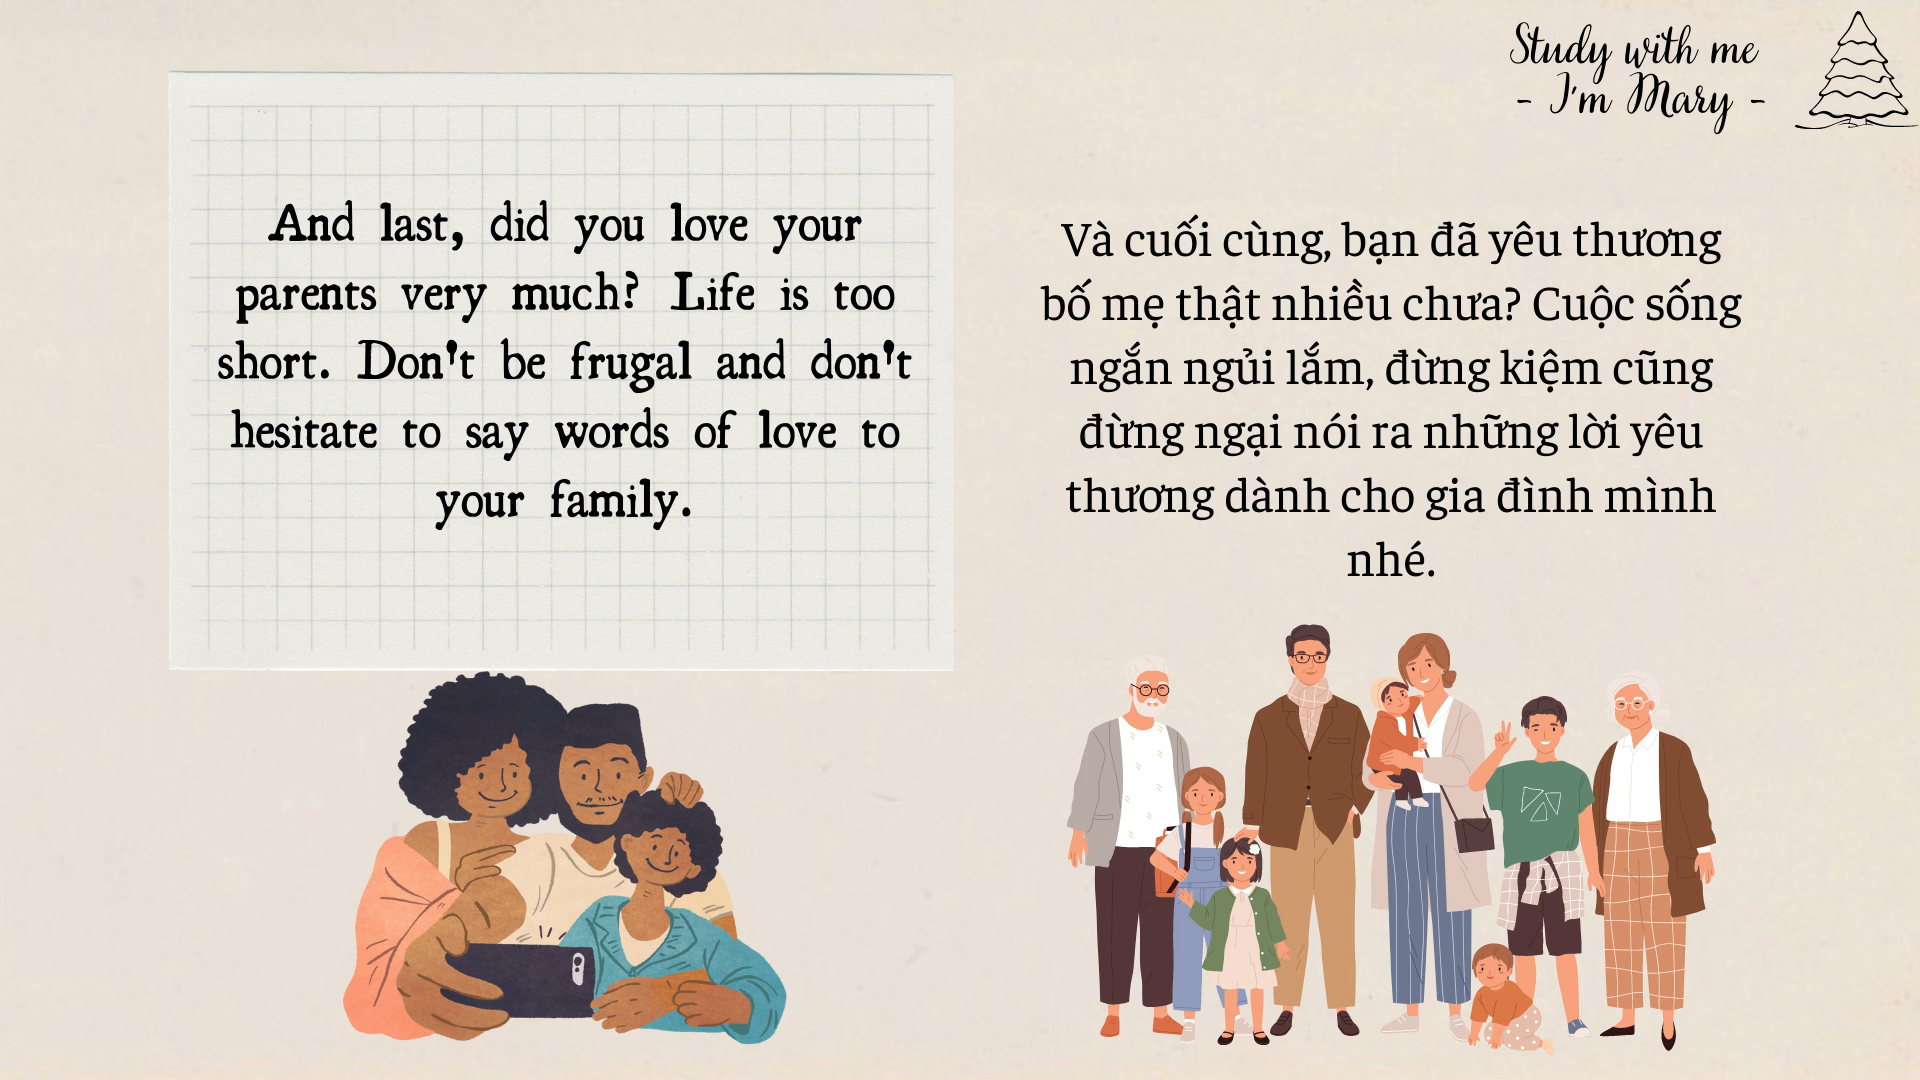 Study with me
- I'm Mary -
And last, did you love your
parents very much? Life is too
short. Don't be frugal and don't
hesitate to say words of love to
your family.
Và cuối cùng, bạn đã yêu thương
bố mẹ thật nhiều chưa? Cuộc sống
ngắn ngủi lắm, đừng kiệm cũng
đừng ngại nói ra những lời yêu
thương dành cho gia đình mình
nhé.